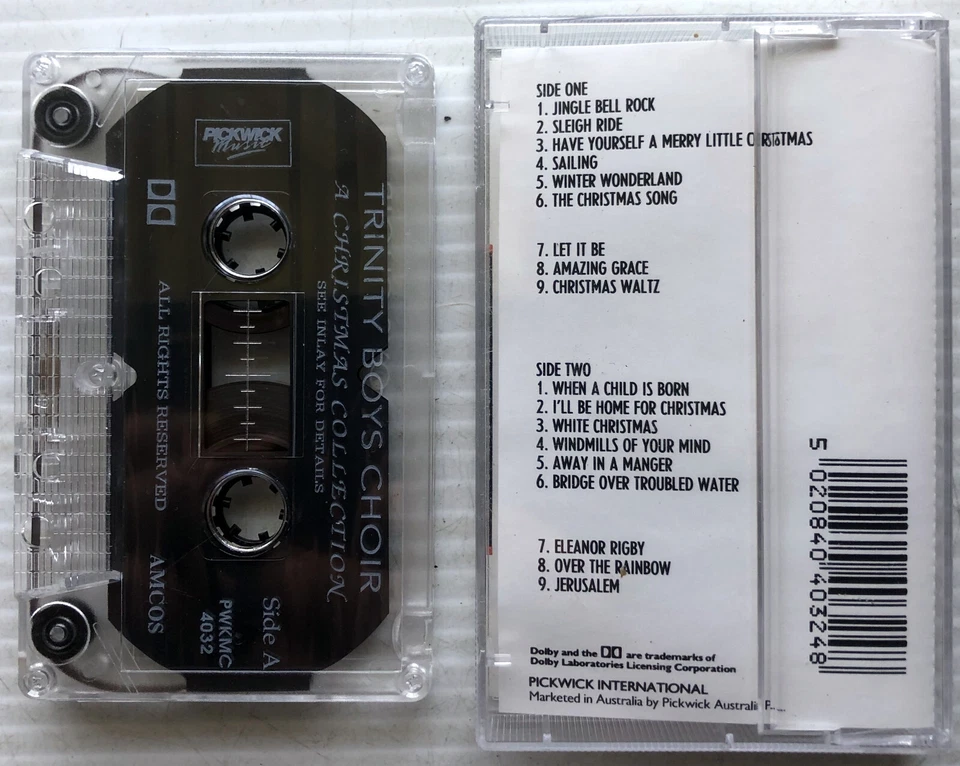 PICKWICK
Music
TRINITY BOYS CHOIR
A CHRISTMAS COLLECTION
SEE INLAY FOR DETAILS
ALL RIGHTS RESERVED
AMCOS
Side A
PWKMC
4032
SIDE ONE
1. JINGLE BELL ROCK
2. SLEIGH RIDE
3. HAVE YOURSELF A MERRY LITTLE CHRISTMAS
4. SAILING
5. WINTER WONDERLAND
6. THE CHRISTMAS SONG
7. LET IT BE
8. AMAZING GRACE
9. CHRISTMAS WALTZ
SIDE TWO
1. WHEN A CHILD IS BORN
2. I'LL BE HOME FOR CHRISTMAS
3. WHITE CHRISTMAS
4. WINDMILLS OF YOUR MIND
5. AWAY IN A MANGER
6. BRIDGE OVER TROUBLED WATER
7. ELEANOR RIGBY
8. OVER THE RAINBOW
9. JERUSALEM
Dolby and the are trademarks of
Dolby Laboratories Licensing Corporation
PICKWICK INTERNATIONAL
Marketed in Australia by Pickwick Australia
5 020840 403248